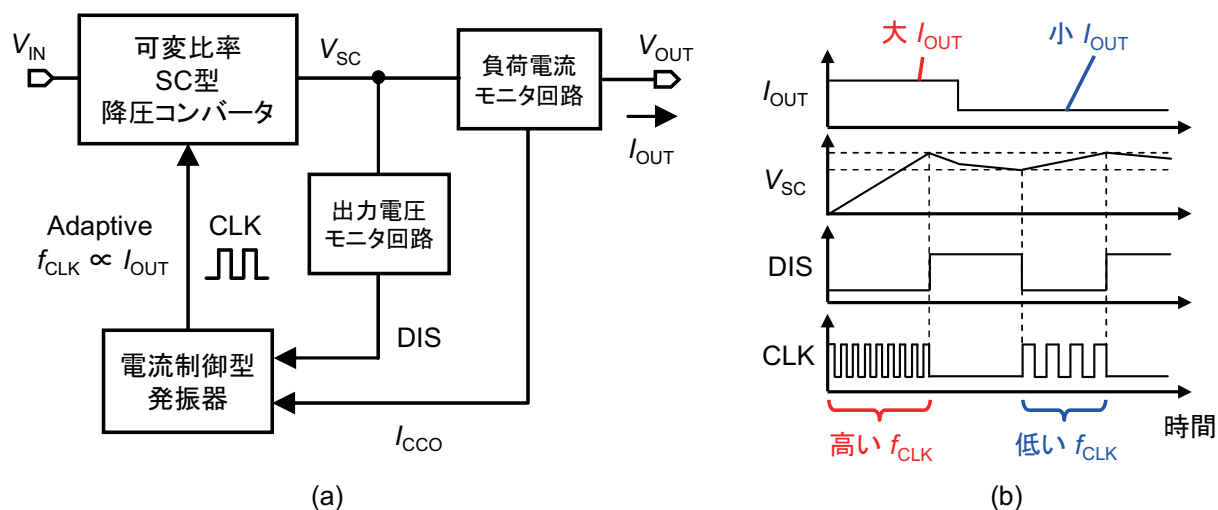 V_IN
可変比率
SC型
降圧コンバータ
V_SC
負荷電流
モニタ回路
V_OUT
I_OUT
出力電圧
モニタ回路
Adaptive
f_CLK ∝ I_OUT
CLK
DIS
電流制御型
発振器
I_CCO
(a)
大 I_OUT
小 I_OUT
I_OUT
V_SC
DIS
CLK
時間
高い f_CLK
低い f_CLK
(b)